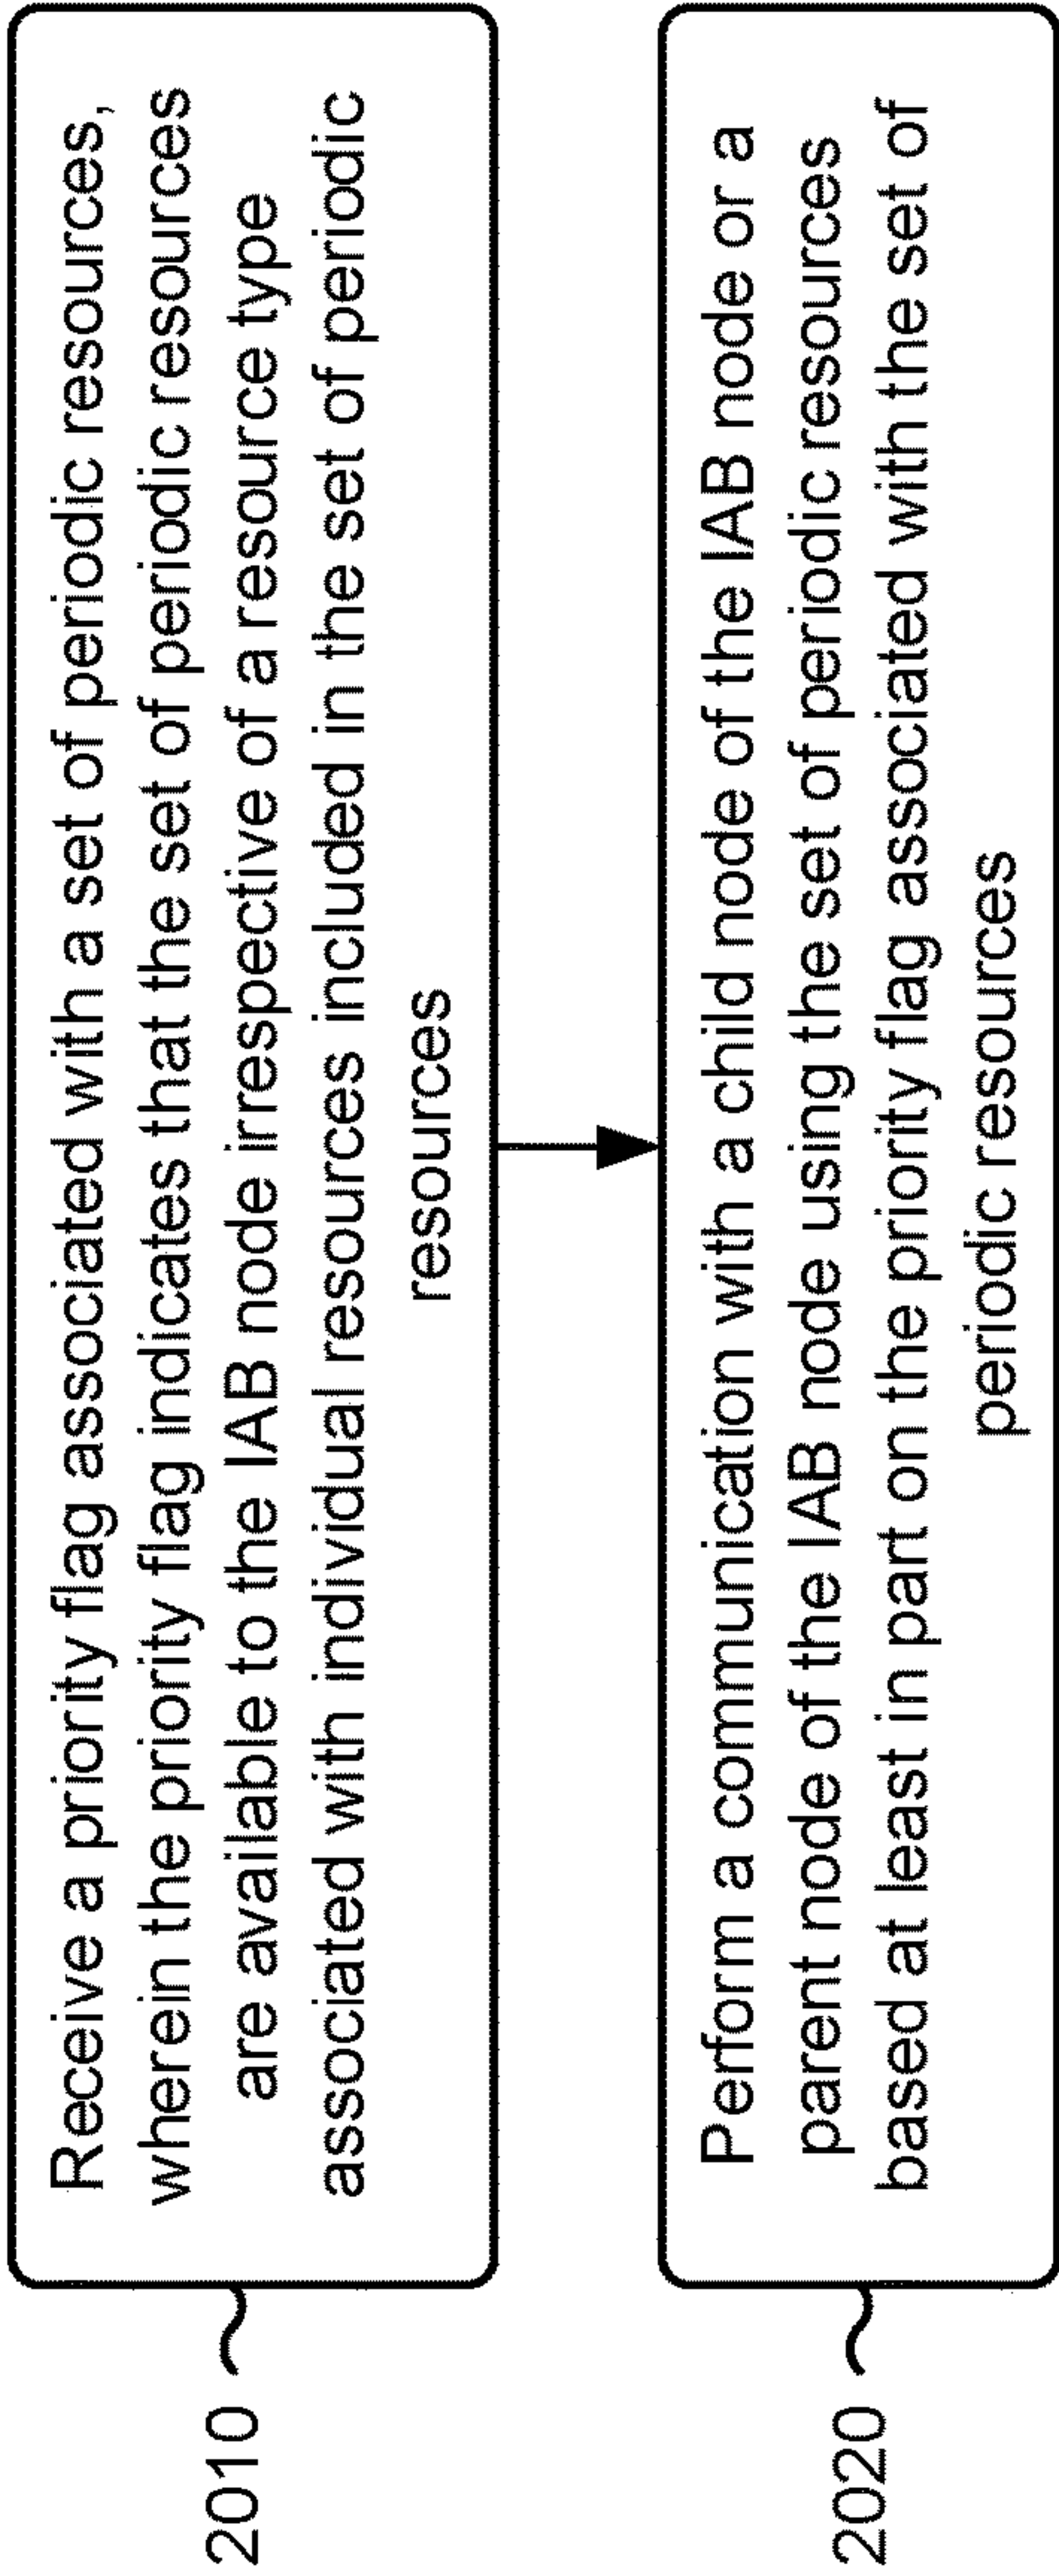 Receive a priority flag associated with a set of periodic resources,
wherein the priority flag indicates that the set of periodic resources
are available to the IAB node irrespective of a resource type
associated with individual resources included in the set of periodic
resources
2010
Perform a communication with a child node of the IAB node or a
parent node of the IAB node using the set of periodic resources
based at least in part on the priority flag associated with the set of
periodic resources
2020